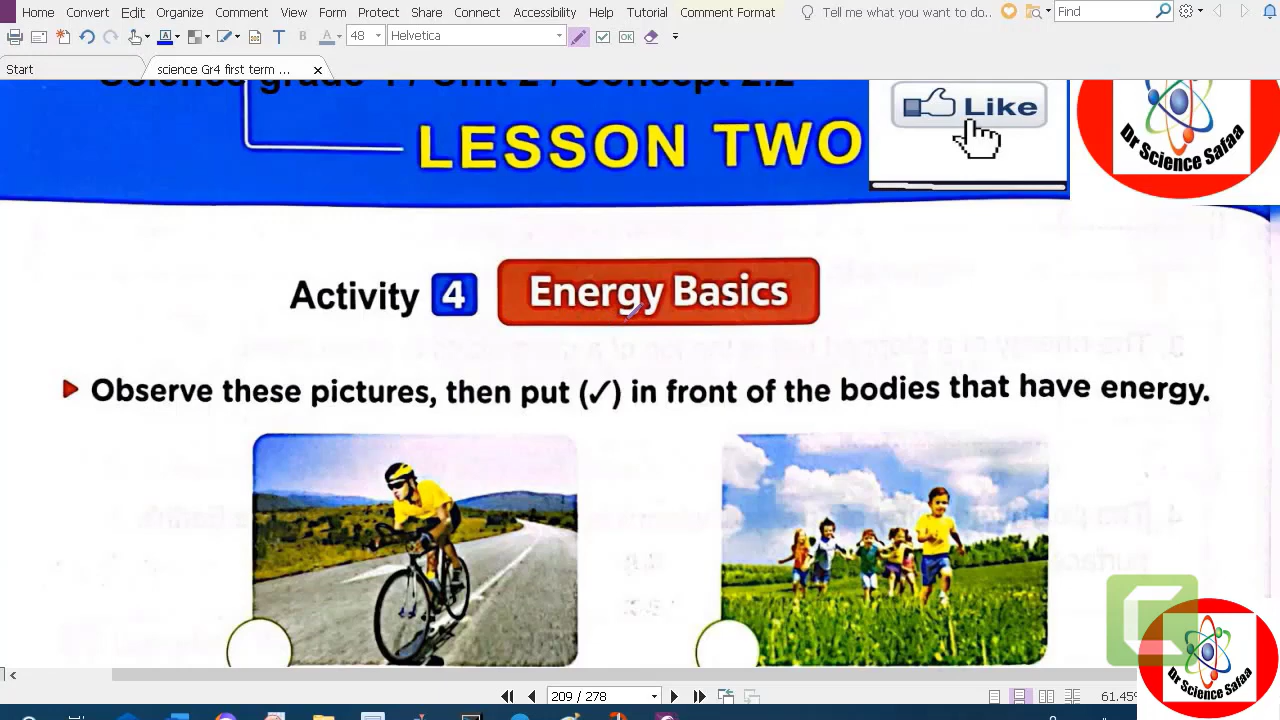 Home Convert Edit Organize Comment View Form Protect Share Connect Accessibility Help Tutorial Comment Format Tell me what you want to do.. Find
48 Helvetica
Start science Gr4 first term ...
LESSON TWO
Like
Dr Science Safaa
Activity 4 Energy Basics
Observe these pictures, then put (✓) in front of the bodies that have energy.
Dr Science Safaa
209 / 278 61.45%